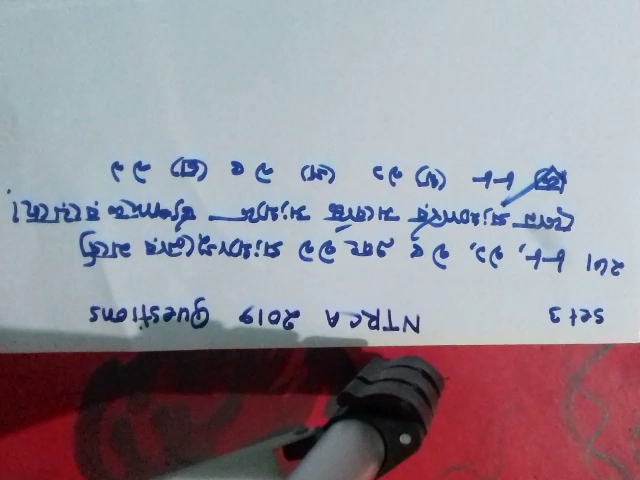 Set 3 NTRCA 2019 Questions
২৬। ৮৮, ৯১, ৯৫ এবং ৯৯ সংখ্যাগুলোর মধ্যে
কোন সংখ্যাটির সর্বাধিক সংখ্যক উৎপাদক রয়েছে?
(ক) ৮৮ (খ) ৯১ (গ) ৯৫ (ঘ) ৯৯